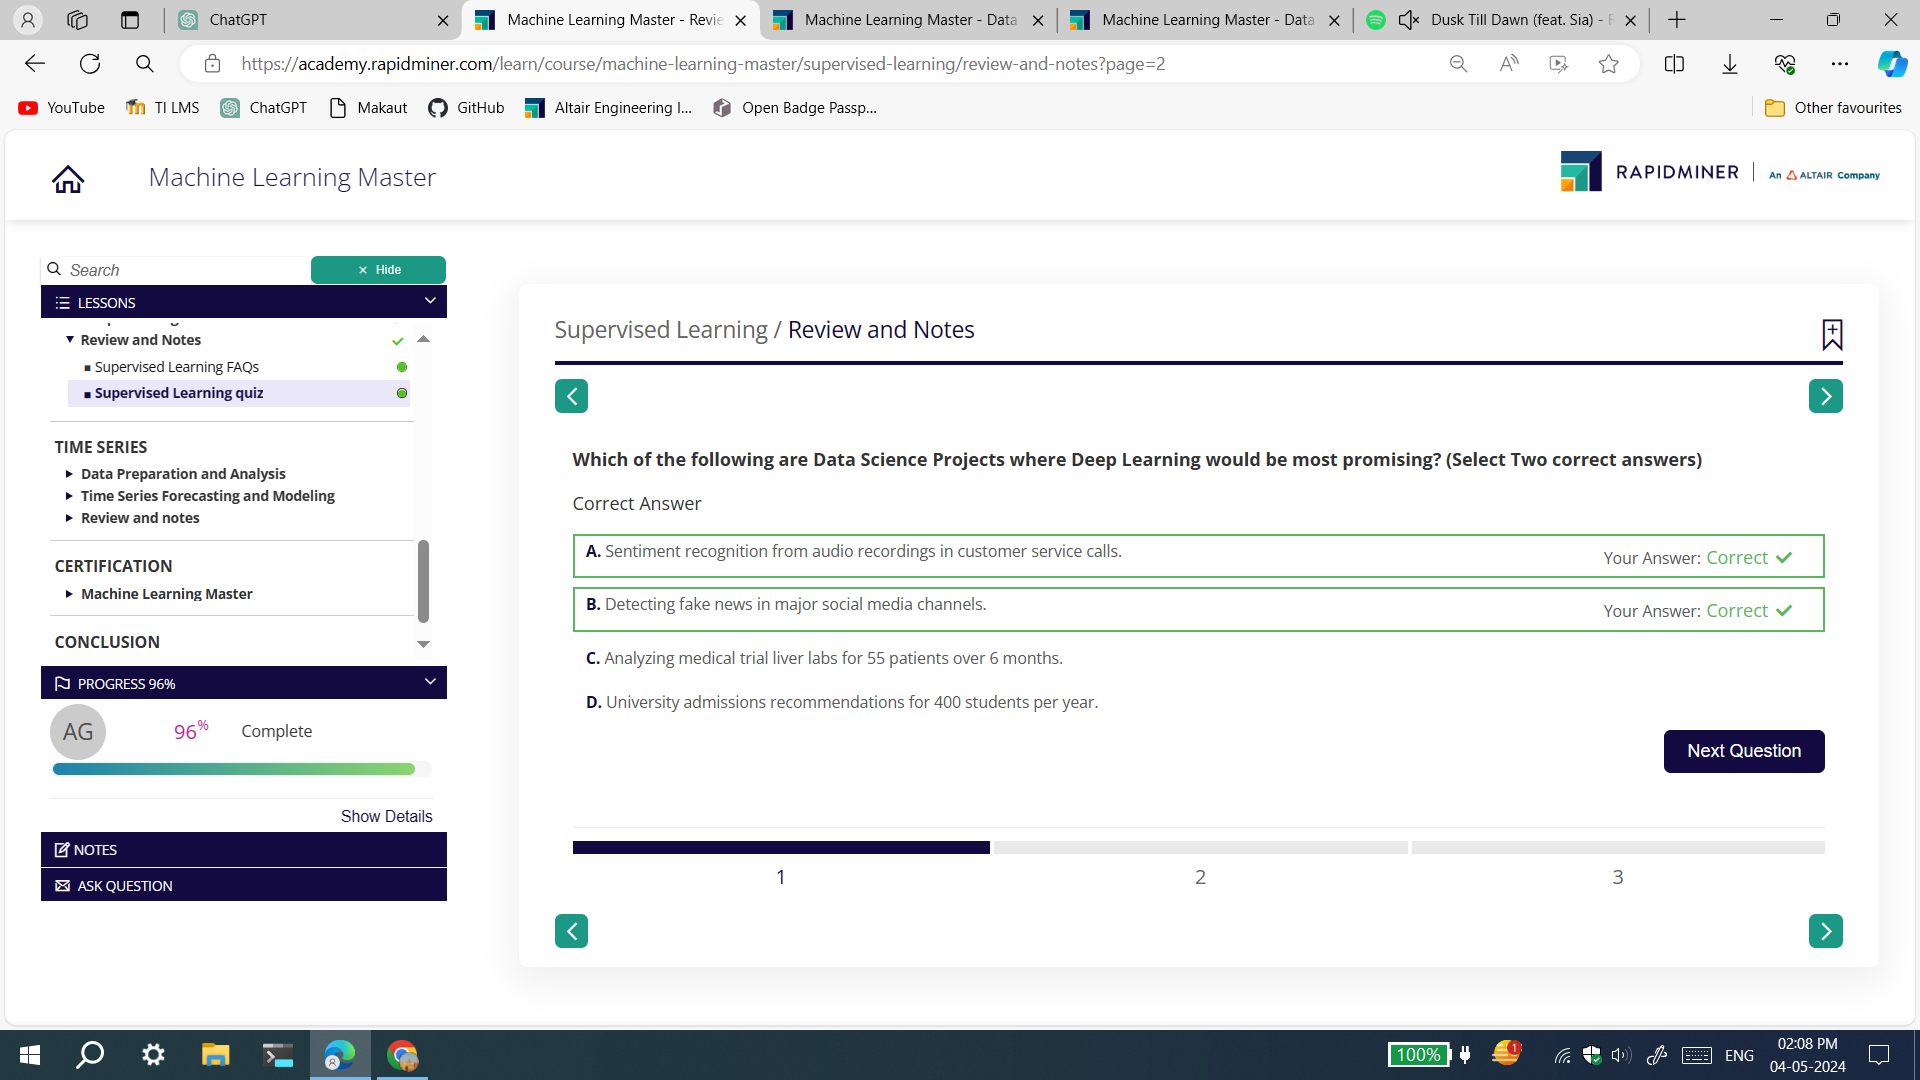 ChatGPT
Machine Learning Master - Revie
Machine Learning Master - Data
Machine Learning Master - Data
Dusk Till Dawn (feat. Sia) -
https://academy.rapidminer.com/learn/course/machine-learning-master/supervised-learning/review-and-notes?page=2
YouTube
TI LMS
ChatGPT
Makaut
GitHub
Altair Engineering I...
Open Badge Passp...
Other favourites
Machine Learning Master
RAPIDMINER
An ALTAIR Company
Search
× Hide
LESSONS
Review and Notes
Supervised Learning FAQs
Supervised Learning quiz
TIME SERIES
Data Preparation and Analysis
Time Series Forecasting and Modeling
Review and notes
CERTIFICATION
Machine Learning Master
CONCLUSION
PROGRESS 96%
AG
96%
Complete
Show Details
NOTES
ASK QUESTION
Supervised Learning / Review and Notes
Which of the following are Data Science Projects where Deep Learning would be most promising? (Select Two correct answers)
Correct Answer
A. Sentiment recognition from audio recordings in customer service calls.
Your Answer: Correct
B. Detecting fake news in major social media channels.
Your Answer: Correct
C. Analyzing medical trial liver labs for 55 patients over 6 months.
D. University admissions recommendations for 400 students per year.
Next Question
1
2
3
100%
1
ENG
02:08 PM
04-05-2024